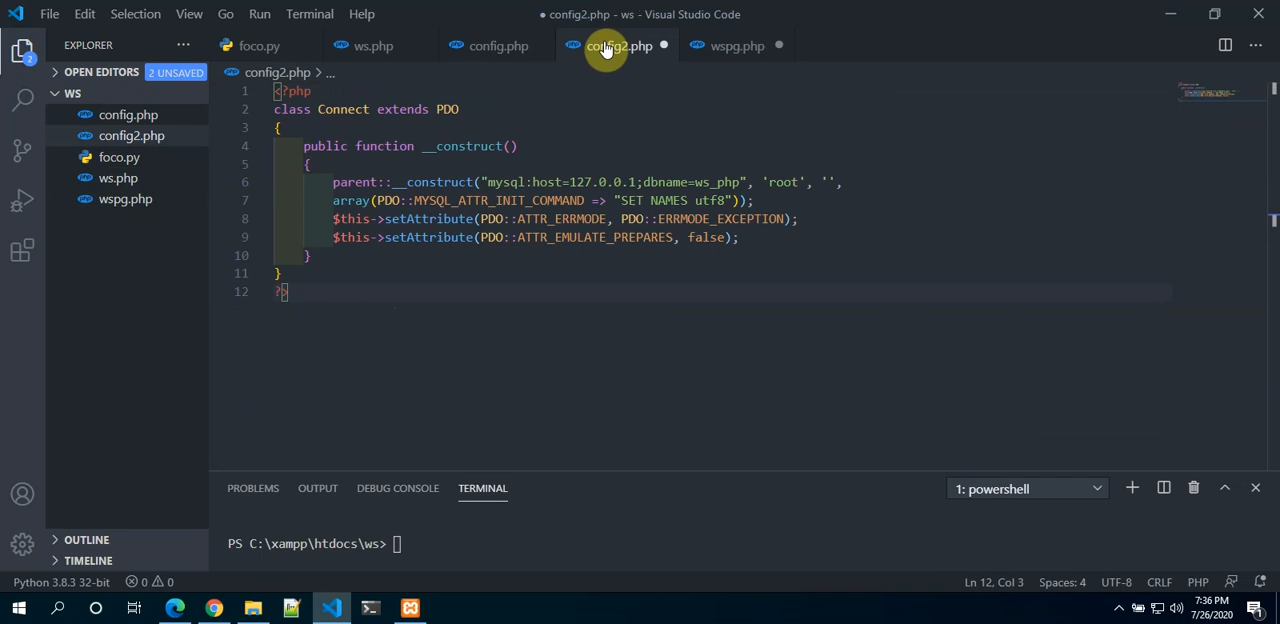 File Edit Selection View Go Run Terminal Help
● config2.php - ws - Visual Studio Code
2
EXPLORER
foco.py ws.php config.php config2.php wspg.php
OPEN EDITORS 2 UNSAVED
config2.php > ...
WS
config.php
config2.php
foco.py
ws.php
wspg.php
1 <?php
2 class Connect extends PDO
3 {
4 public function __construct()
5 {
6 parent::__construct("mysql:host=127.0.0.1;dbname=ws_php", 'root', '',
7 array(PDO::MYSQL_ATTR_INIT_COMMAND => "SET NAMES utf8"));
8 $this->setAttribute(PDO::ATTR_ERRMODE, PDO::ERRMODE_EXCEPTION);
9 $this->setAttribute(PDO::ATTR_EMULATE_PREPARES, false);
10 }
11 }
12 ?>
PROBLEMS OUTPUT DEBUG CONSOLE TERMINAL
1: powershell
PS C:\xampp\htdocs\ws>
OUTLINE
TIMELINE
Python 3.8.3 32-bit 0 0
Ln 12, Col 3 Spaces: 4 UTF-8 CRLF PHP
7:36 PM
7/26/2020
1